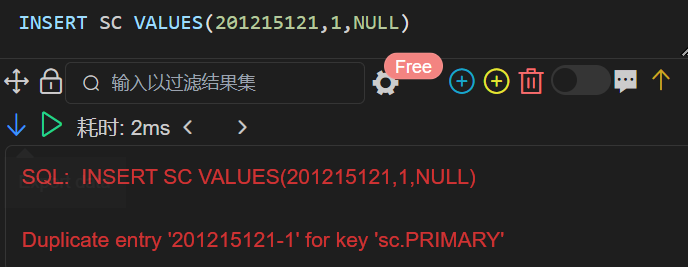 INSERT SC VALUES(201215121,1,NULL)
输入以过滤结果集
Free
耗时: 2ms
SQL: INSERT SC VALUES(201215121,1,NULL)
Duplicate entry '201215121-1' for key 'sc.PRIMARY'